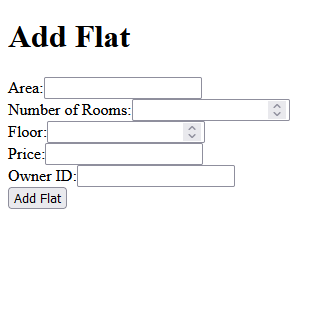 Add Flat
Area:
Number of Rooms:
Floor:
Price:
Owner ID:
Add Flat